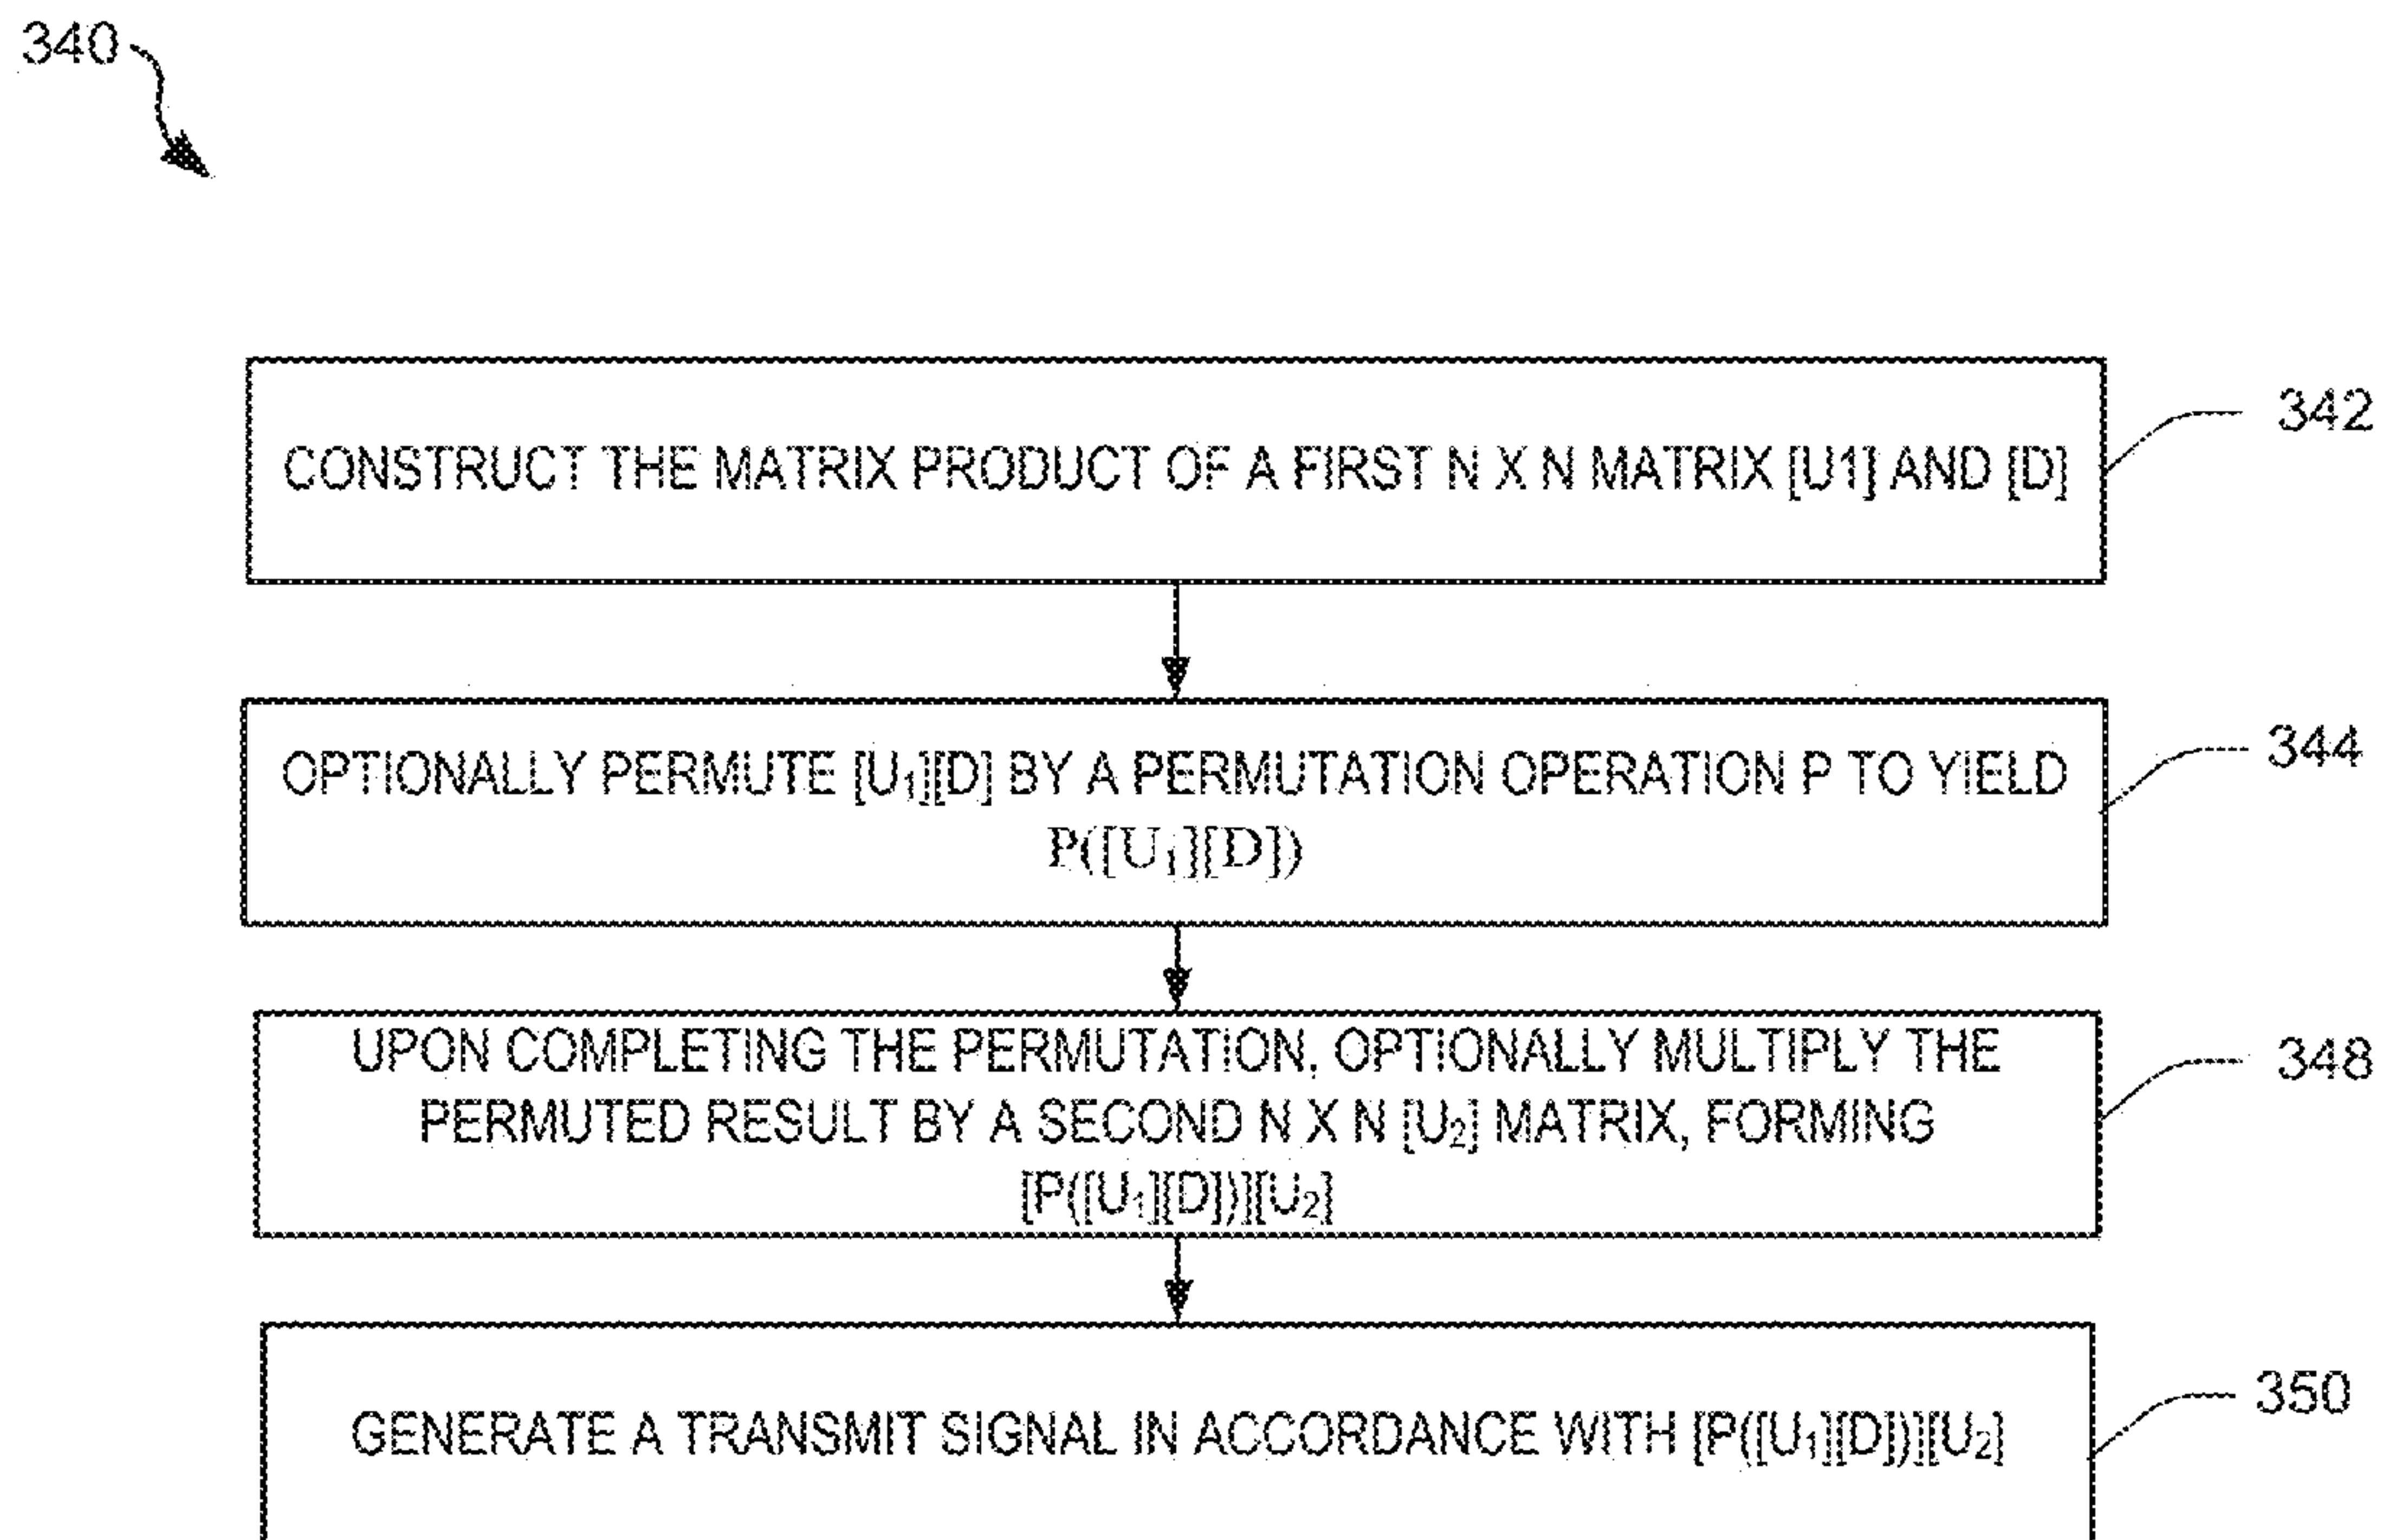 340
CONSTRUCT THE MATRIX PRODUCT OF A FIRST N X N MATRIX [U1] AND [D]
342
OPTIONALLY PERMUTE [U₁][D] BY A PERMUTATION OPERATION P TO YIELD
P([U₁][D])
344
UPON COMPLETING THE PERMUTATION, OPTIONALLY MULTIPLY THE
PERMUTED RESULT BY A SECOND N X N [U₂] MATRIX, FORMING
[P([U₁][D])][U₂]
348
GENERATE A TRANSMIT SIGNAL IN ACCORDANCE WITH [P([U₁][D])][U₂]
350